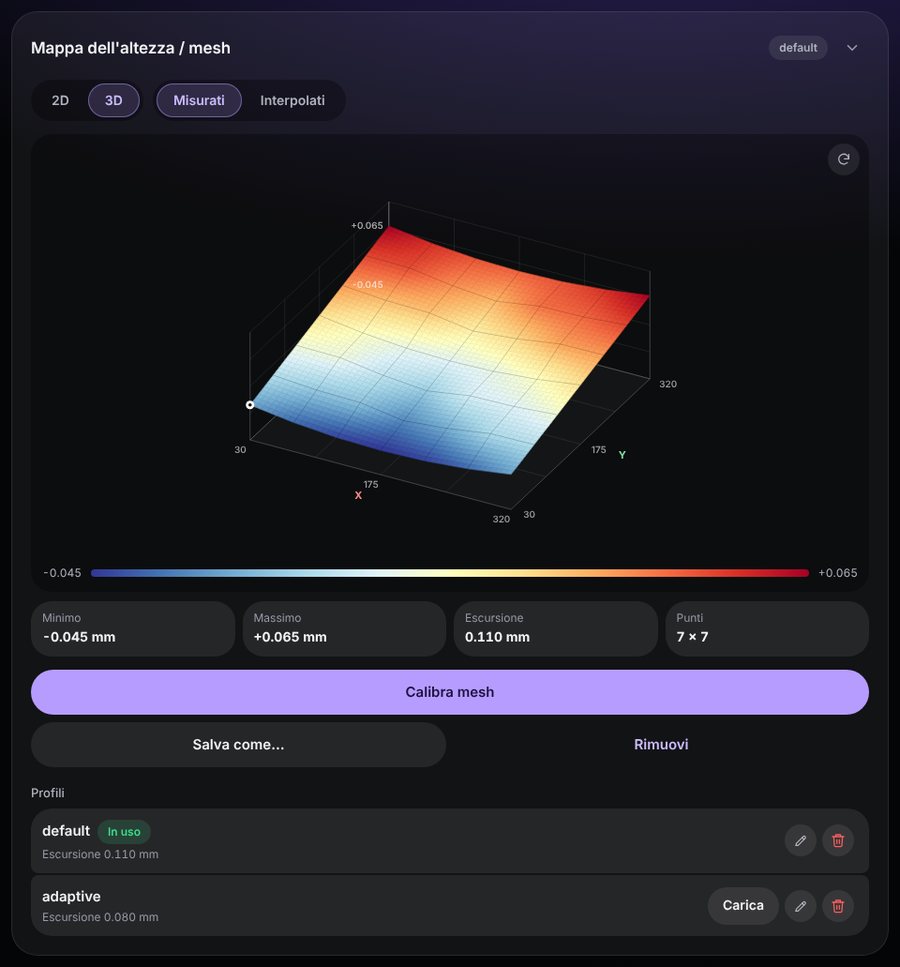 Mappa dell'altezza / mesh
default
2D
3D
Misurati
Interpolati
+0.065
-0.045
320
30
175
Y
175
X
320
30
-0.045
+0.065
Minimo
-0.045 mm
Massimo
+0.065 mm
Escursione
0.110 mm
Punti
7 × 7
Calibra mesh
Salva come...
Rimuovi
Profili
default
In uso
Escursione 0.110 mm
adaptive
Carica
Escursione 0.080 mm